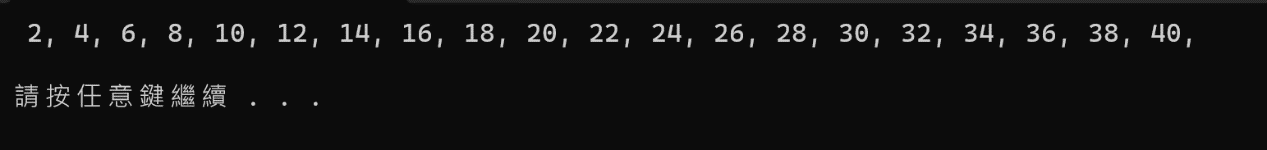 2, 4, 6, 8, 10, 12, 14, 16, 18, 20, 22, 24, 26, 28, 30, 32, 34, 36, 38, 40,
請按任意鍵繼續 . . .